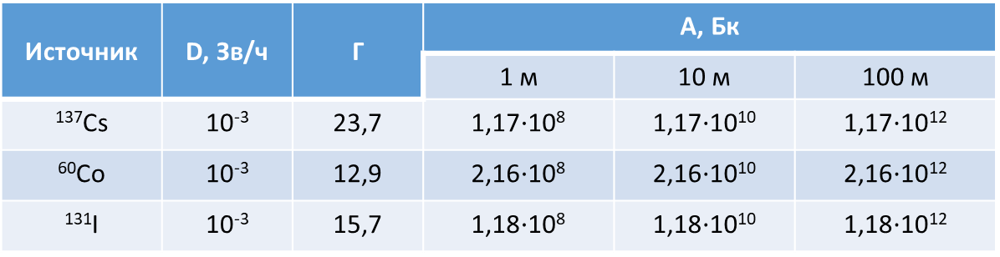 Источник D, Зв/ч Г А, Бк
1 м 10 м 100 м
¹³⁷Cs 10⁻³ 23,7 1,17·10⁸ 1,17·10¹⁰ 1,17·10¹²
⁶⁰Co 10⁻³ 12,9 2,16·10⁸ 2,16·10¹⁰ 2,16·10¹²
¹³¹I 10⁻³ 15,7 1,18·10⁸ 1,18·10¹⁰ 1,18·10¹²